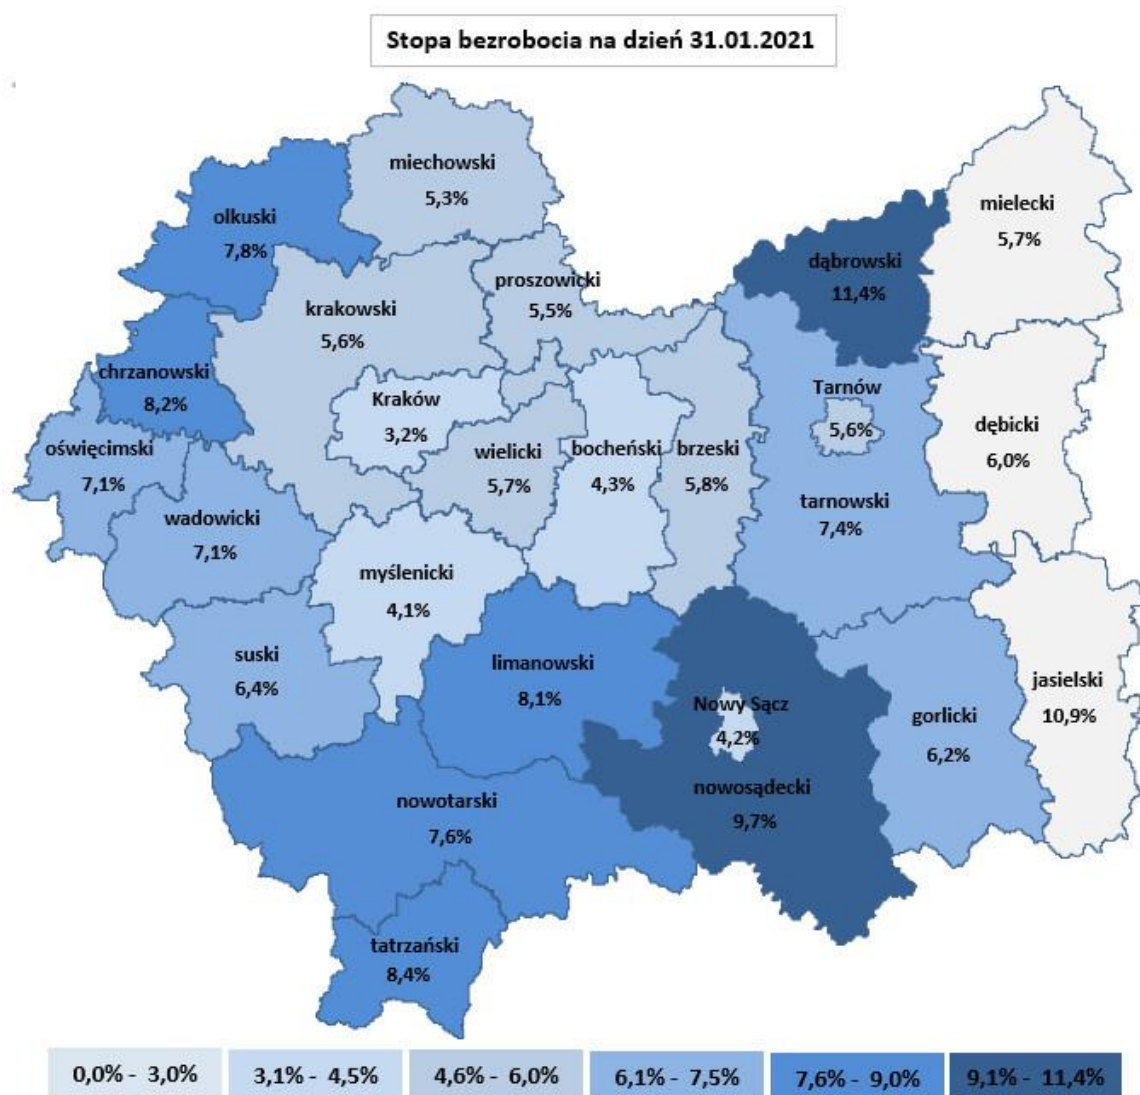 Stopa bezrobocia na dzień 31.01.2021
miechowski
5,3%
olkuski
7,8%
mielecki
5,7%
dąbrowski
11,4%
proszowicki
5,5%
krakowski
5,6%
chrzanowski
8,2%
Kraków
3,2%
Tarnów
5,6%
dębicki
6,0%
oświęcimski
7,1%
wielicki
5,7%
bocheński
4,3%
brzeski
5,8%
tarnowski
7,4%
wadowicki
7,1%
myślenicki
4,1%
suski
6,4%
limanowski
8,1%
Nowy Sącz
4,2%
gorlicki
6,2%
jasielski
10,9%
nowosądecki
9,7%
nowotarski
7,6%
tatrzański
8,4%
0,0% - 3,0%
3,1% - 4,5%
4,6% - 6,0%
6,1% - 7,5%
7,6% - 9,0%
9,1% - 11,4%